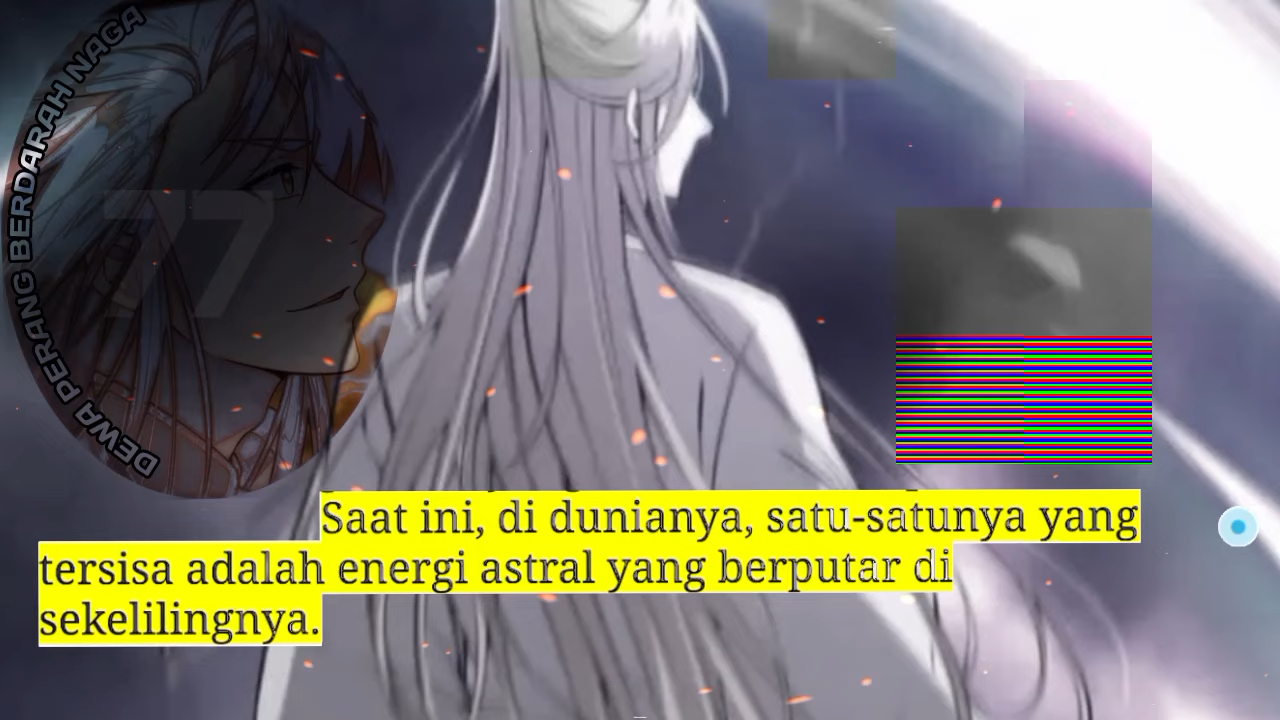 DEWA PERANG BERDARAH NAGA
77
Saat ini, di dunianya, satu-satunya yang
tersisa adalah energi astral yang berputar di
sekelilingnya.